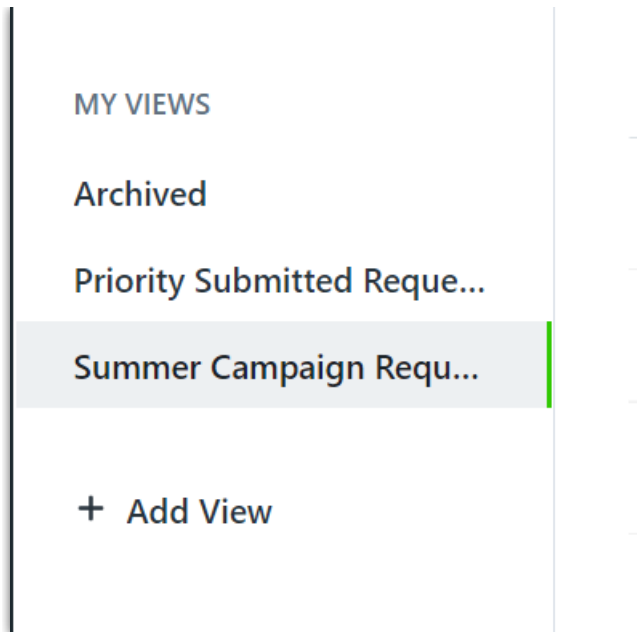 MY VIEWS
Archived
Priority Submitted Reque...
Summer Campaign Requ...
+ Add View